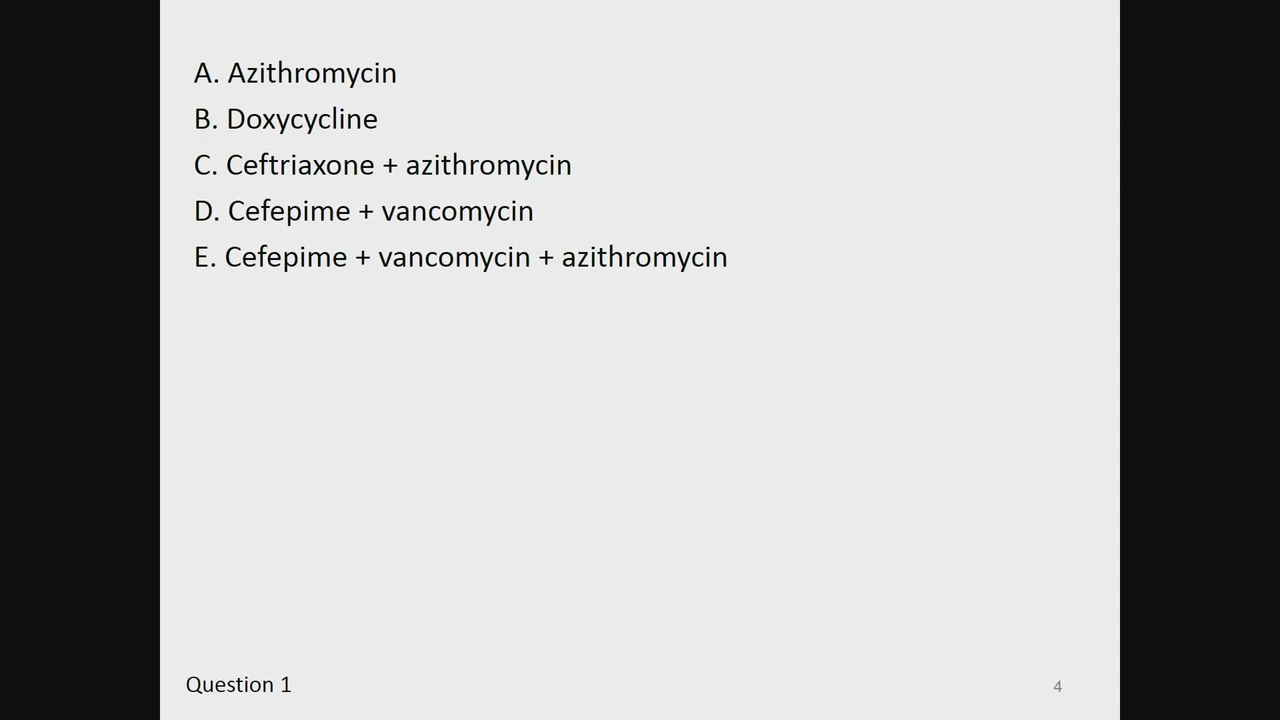 A. Azithromycin
B. Doxycycline
C. Ceftriaxone + azithromycin
D. Cefepime + vancomycin
E. Cefepime + vancomycin + azithromycin
Question 1
4